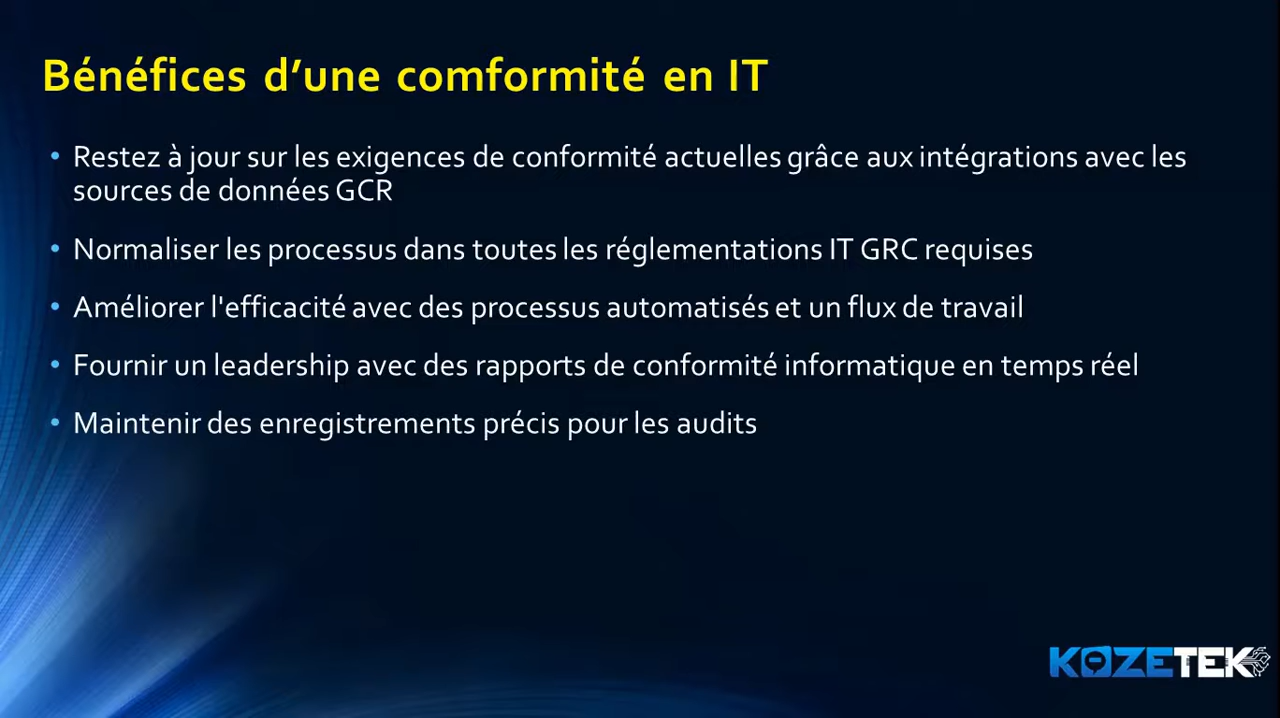 Bénéfices d’une comformité en IT
• Restez à jour sur les exigences de conformité actuelles grâce aux intégrations avec les
sources de données GCR
• Normaliser les processus dans toutes les réglementations IT GRC requises
• Améliorer l'efficacité avec des processus automatisés et un flux de travail
• Fournir un leadership avec des rapports de conformité informatique en temps réel
• Maintenir des enregistrements précis pour les audits
KOZETEK